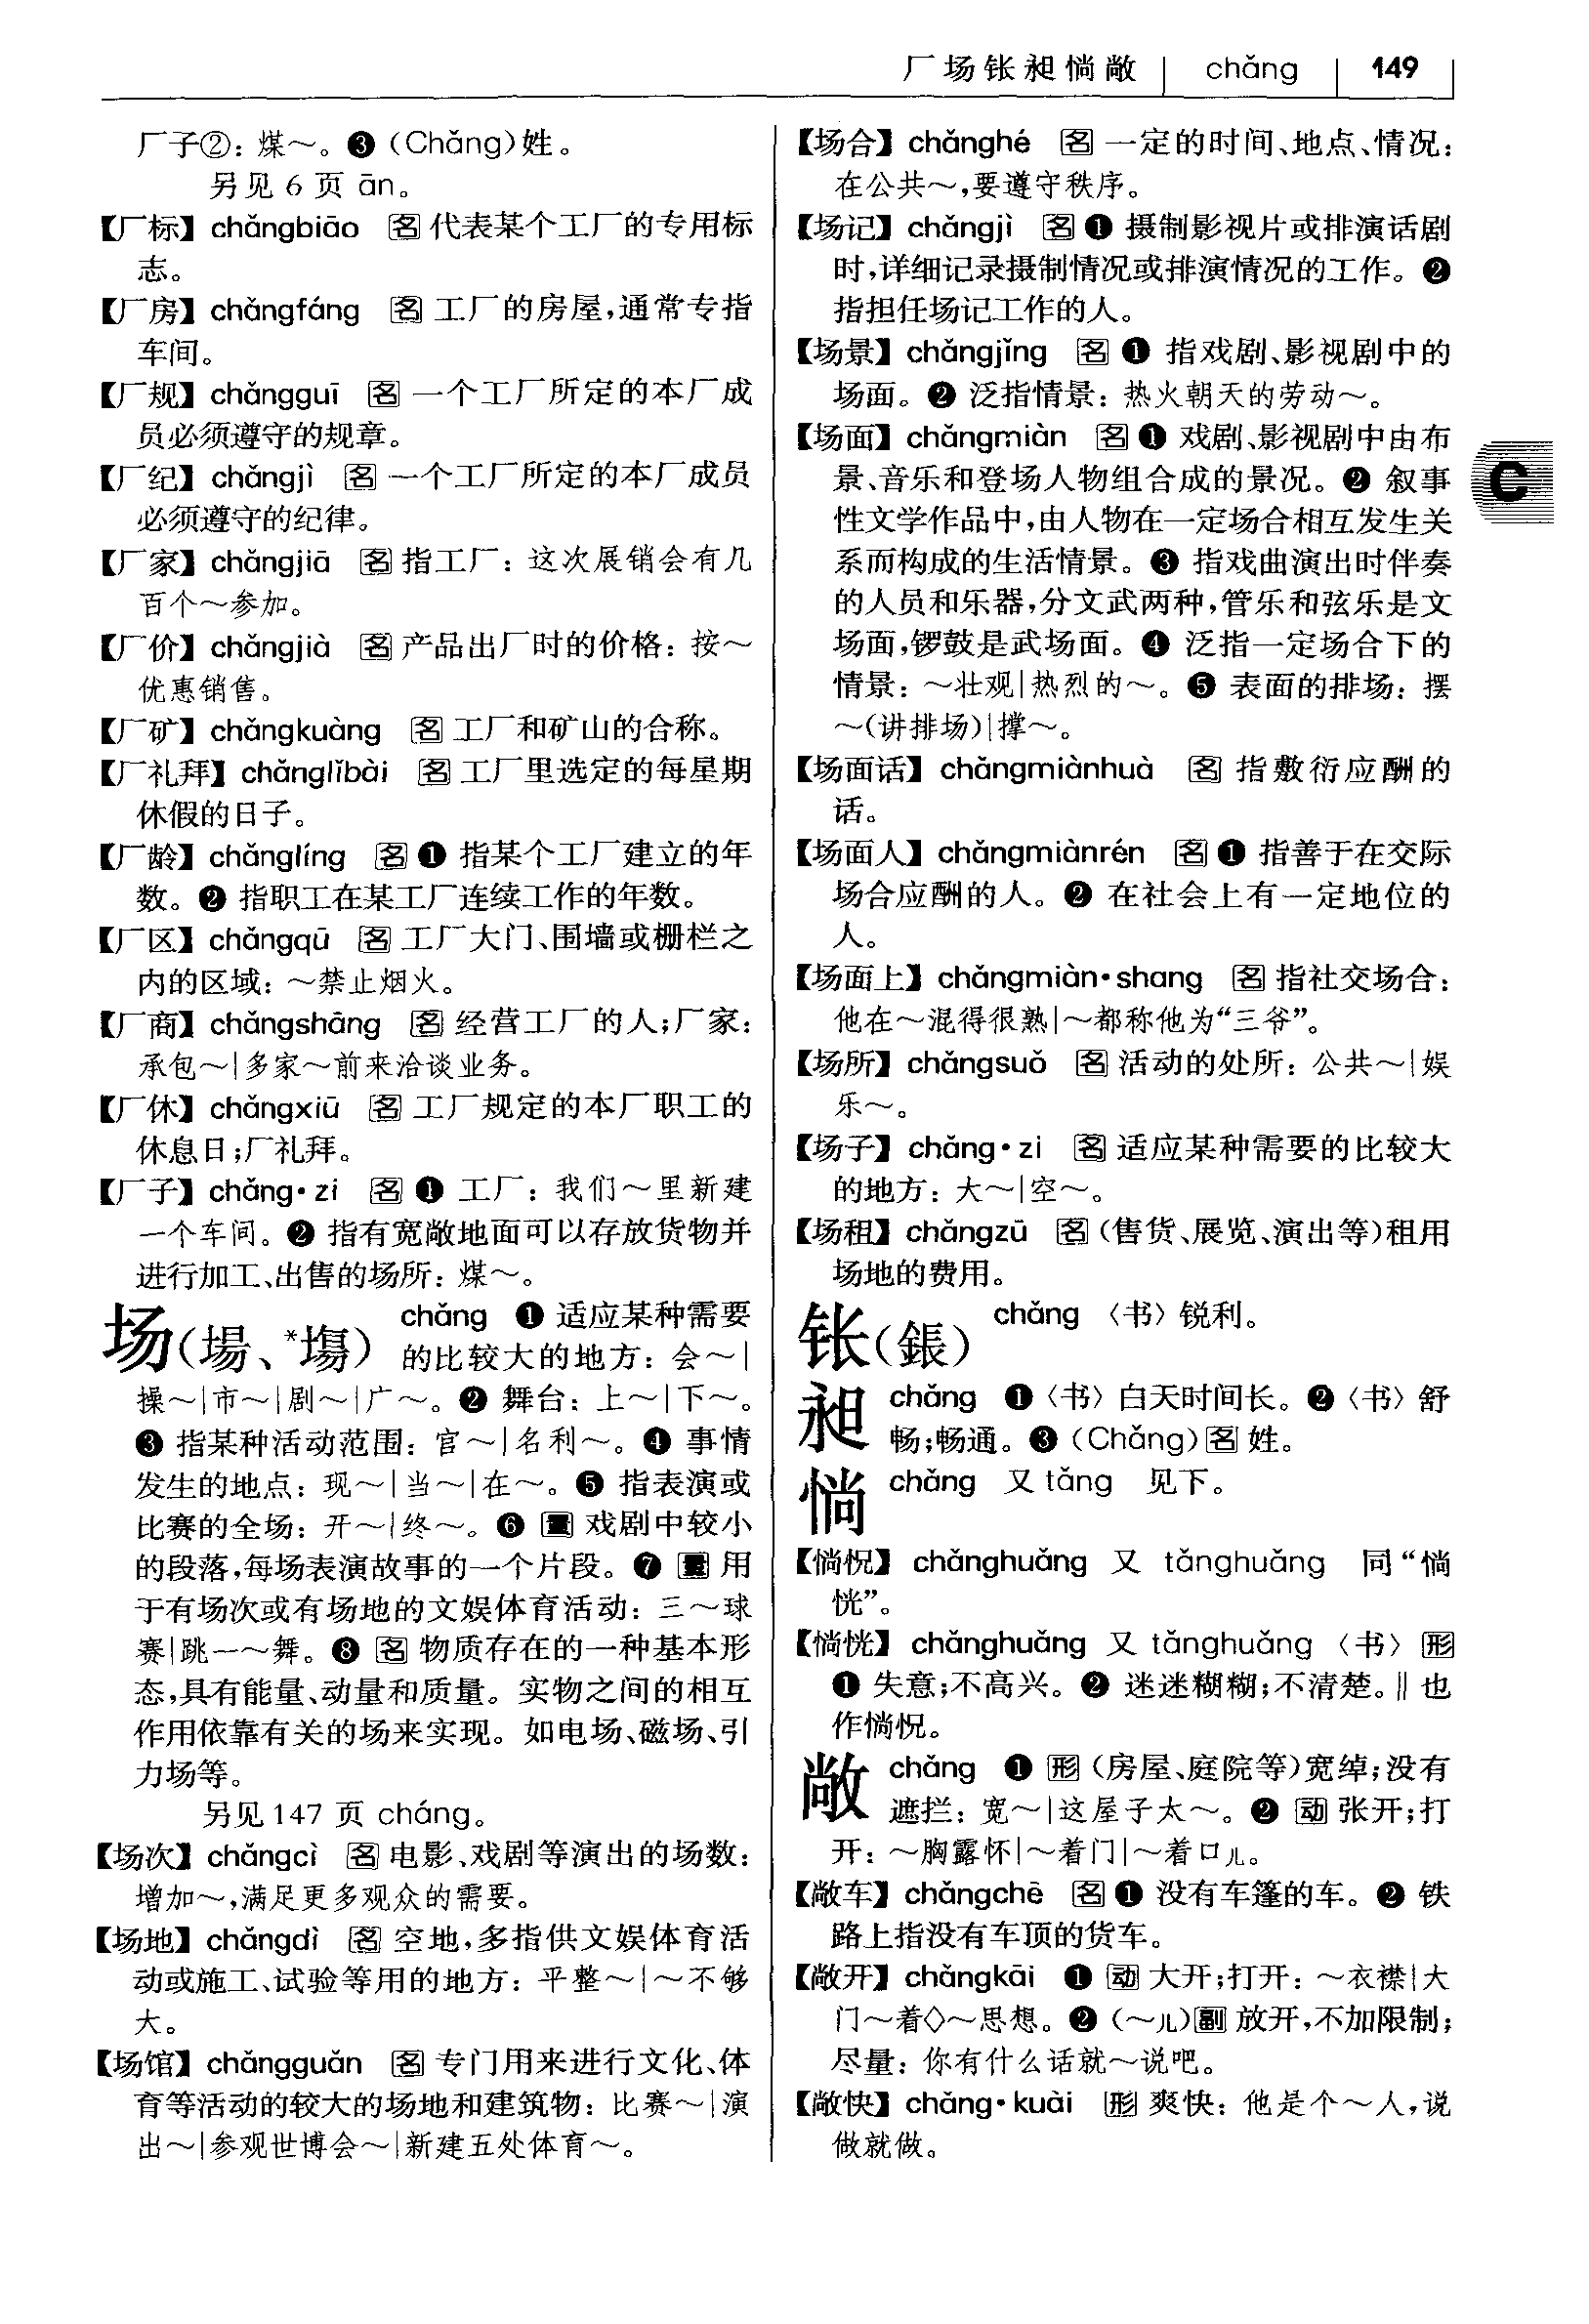 厂场𬬮昶惝敞 chǎng 149
厂子②：煤～。❸（Chǎng）姓。
另见 6 页 ān。
【厂标】chǎngbiāo 名 代表某个工厂的专用标
志。
【厂房】chǎngfáng 名 工厂的房屋，通常专指
车间。
【厂规】chǎngguī 名 一个工厂所定的本厂成
员必须遵守的规章。
【厂纪】chǎngjì 名 一个工厂所定的本厂成员
必须遵守的纪律。
【厂家】chǎngjiā 名 指工厂：这次展销会有几
百个～参加。
【厂价】chǎngjià 名 产品出厂时的价格：按～
优惠销售。
【厂矿】chǎngkuàng 名 工厂和矿山的合称。
【厂礼拜】chǎnglǐbài 名 工厂里选定的每星期
休假的日子。
【厂龄】chǎnglíng 名 ❶ 指某个工厂建立的年
数。❷ 指职工在某工厂连续工作的年数。
【厂区】chǎngqū 名 工厂大门、围墙或栅栏之
内的区域：～禁止烟火。
【厂商】chǎngshāng 名 经营工厂的人；厂家：
承包～|多家～前来洽谈业务。
【厂休】chǎngxiū 名 工厂规定的本厂职工的
休息日；厂礼拜。
【厂子】chǎng·zi 名 ❶ 工厂：我们～里新建
一个车间。❷ 指有宽敞地面可以存放货物并
进行加工、出售的场所：煤～。
场（場、*塲） chǎng ❶ 适应某种需要
的比较大的地方：会～|
操～|市～|剧～|广～。❷ 舞台：上～|下～。
❸ 指某种活动范围：官～|名利～。❹ 事情
发生的地点：现～|当～|在～。❺ 指表演或
比赛的全场：开～|终～。❻ 量 戏剧中较小
的段落，每场表演故事的一个片段。❼ 量 用
于有场次或有场地的文娱体育活动：三～球
赛|跳一～舞。❽ 名 物质存在的一种基本形
态，具有能量、动量和质量。实物之间的相互
作用依靠有关的场来实现。如电场、磁场、引
力场等。
另见 147 页 cháng。
【场次】chǎngcì 名 电影、戏剧等演出的场数：
增加～，满足更多观众的需要。
【场地】chǎngdì 名 空地，多指供文娱体育活
动或施工、试验等用的地方：平整～|～不够
大。
【场馆】chǎngguǎn 名 专门用来进行文化、体
育等活动的较大的场地和建筑物：比赛～|演
出～|参观世博会～|新建五处体育～。
【场合】chǎnghé 名 一定的时间、地点、情况：
在公共～，要遵守秩序。
【场记】chǎngjì 名 ❶ 摄制影视片或排演话剧
时，详细记录摄制情况或排演情况的工作。❷
指担任场记工作的人。
【场景】chǎngjǐng 名 ❶ 指戏剧、影视剧中的
场面。❷ 泛指情景：热火朝天的劳动～。
【场面】chǎngmiàn 名 ❶ 戏剧、影视剧中由布
景、音乐和登场人物组合成的景况。❷ 叙事
性文学作品中，由人物在一定场合相互发生关
系而构成的生活情景。❸ 指戏曲演出时伴奏
的人员和乐器，分文武两种，管乐和弦乐是文
场面，锣鼓是武场面。❹ 泛指一定场合下的
情景：～壮观|热烈的～。❺ 表面的排场：摆
～（讲排场）|撑～。
【场面话】chǎngmiànhuà 名 指敷衍应酬的
话。
【场面人】chǎngmiànrén 名 ❶ 指善于在交际
场合应酬的人。❷ 在社会上有一定地位的
人。
【场面上】chǎngmiàn·shang 名 指社交场合：
他在～混得很熟|～都称他为“三爷”。
【场所】chǎngsuǒ 名 活动的处所：公共～|娱
乐～。
【场子】chǎng·zi 名 适应某种需要的比较大
的地方：大～|空～。
【场租】chǎngzū 名（售货、展览、演出等）租用
场地的费用。
𬬮（鋹） chǎng 〈书〉锐利。
昶 chǎng ❶〈书〉白天时间长。❷〈书〉舒
畅；畅通。❸（Chǎng）名 姓。
惝 chǎng 又 tǎng 见下。
【惝怳】chǎnghuǎng 又 tǎnghuǎng 同“惝
恍”。
【惝恍】chǎnghuǎng 又 tǎnghuǎng〈书〉形
❶ 失意；不高兴。❷ 迷迷糊糊；不清楚。‖也
作惝怳。
敞 chǎng ❶ 形（房屋、庭院等）宽绰；没有
遮拦：宽～|这屋子太～。❷ 动 张开；打
开：～胸露怀|～着门|～着口儿。
【敞车】chǎngchē 名 ❶ 没有车篷的车。❷ 铁
路上指没有车顶的货车。
【敞开】chǎngkāi ❶ 动 大开；打开：～衣襟|大
门～着◇～思想。❷（～儿）副 放开，不加限制；
尽量：你有什么话就～说吧。
【敞快】chǎng·kuài 形 爽快：他是个～人，说
做就做。
C